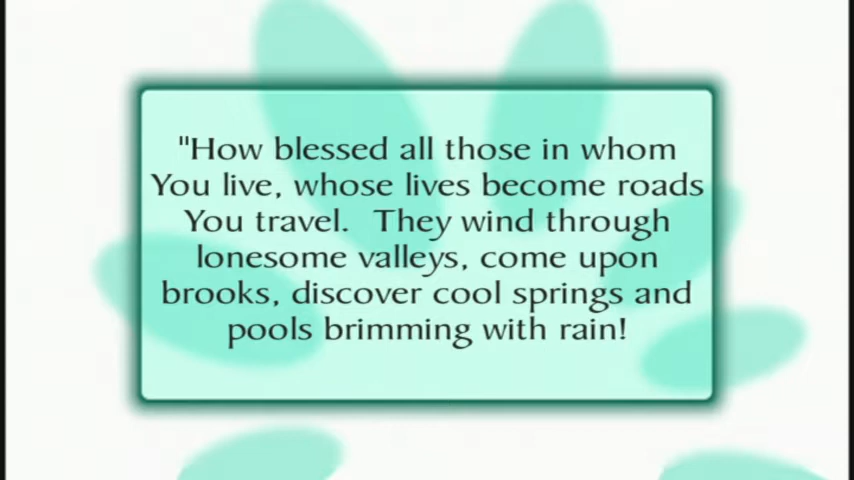 "How blessed all those in whom
You live, whose lives become roads
You travel.  They wind through
lonesome valleys, come upon
brooks, discover cool springs and
pools brimming with rain!